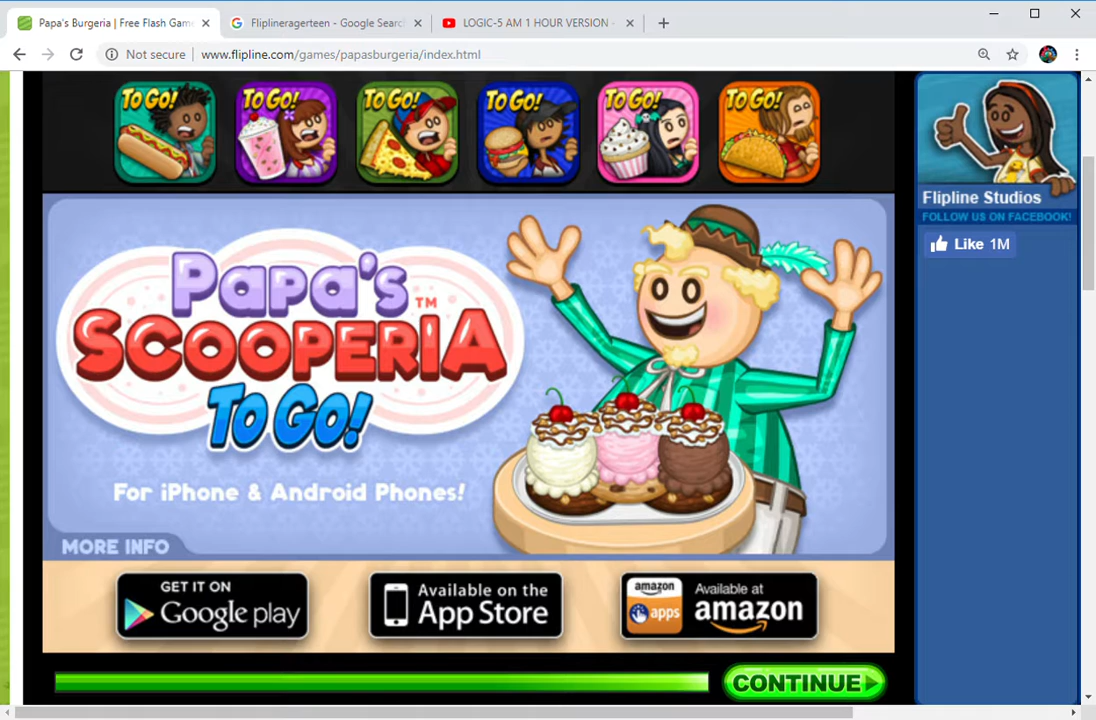 Papa's Burgeria | Free Flash Gam
Fliplineragerteen - Google Searc
LOGIC-5 AM 1 HOUR VERSION -
Not secure
www.flipline.com/games/papasburgeria/index.html
TO GO!
TO GO!
TO GO!
TO GO!
TO GO!
TO GO!
Papa's™
SCOOPERIA
TO GO!
For iPhone & Android Phones!
MORE INFO
GET IT ON
Google play
Available on the
App Store
amazon
apps
Available at
amazon
CONTINUE
Flipline Studios
FOLLOW US ON FACEBOOK!
Like 1M